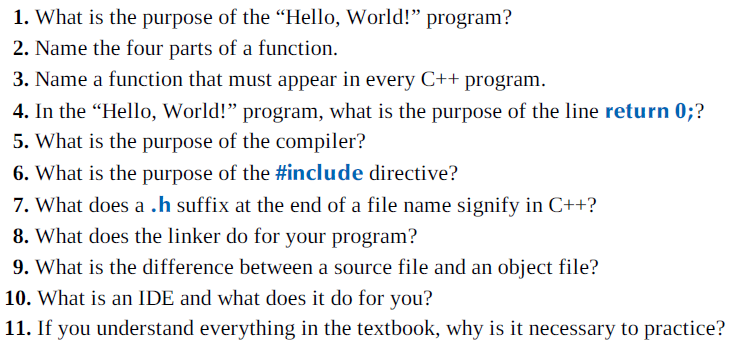 1. What is the purpose of the “Hello, World!” program?
2. Name the four parts of a function.
3. Name a function that must appear in every C++ program.
4. In the “Hello, World!” program, what is the purpose of the line return 0;?
5. What is the purpose of the compiler?
6. What is the purpose of the #include directive?
7. What does a .h suffix at the end of a file name signify in C++?
8. What does the linker do for your program?
9. What is the difference between a source file and an object file?
10. What is an IDE and what does it do for you?
11. If you understand everything in the textbook, why is it necessary to practice?